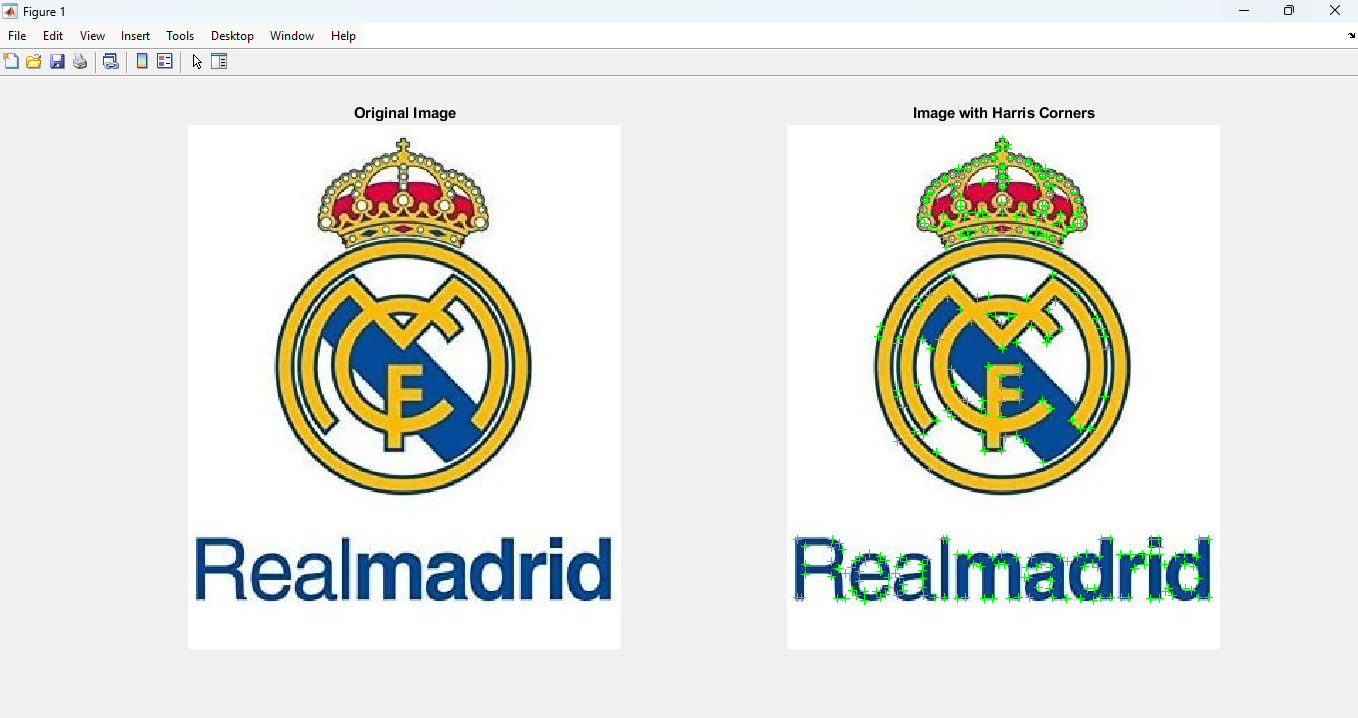 Figure 1
File Edit View Insert Tools Desktop Window Help
Original Image
Image with Harris Corners
Realmadrid
Realmadrid